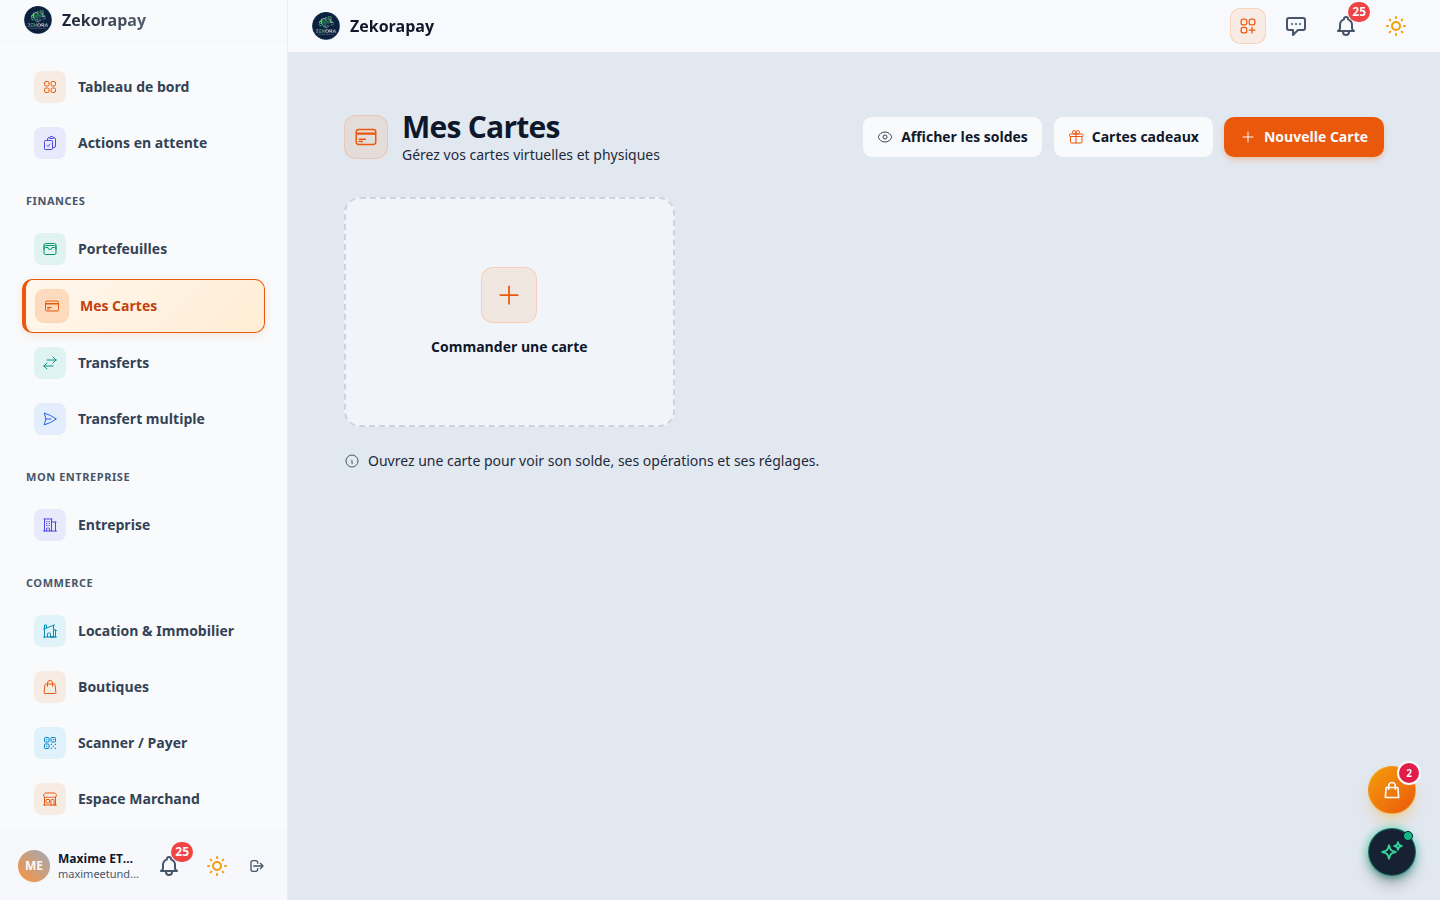 Zekorapay
Tableau de bord
Actions en attente
FINANCES
Portefeuilles
Mes Cartes
Transferts
Transfert multiple
MON ENTREPRISE
Entreprise
COMMERCE
Location & Immobilier
Boutiques
Scanner / Payer
Espace Marchand
ME
Maxime ET...
maximeetund...
25
Zekorapay
25
Mes Cartes
Gérez vos cartes virtuelles et physiques
Afficher les soldes
Cartes cadeaux
Nouvelle Carte
Commander une carte
Ouvrez une carte pour voir son solde, ses opérations et ses réglages.
2